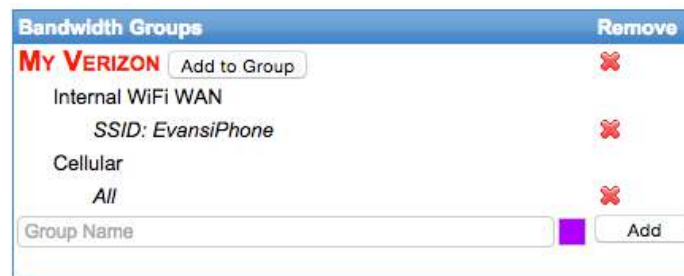 Bandwidth Groups Remove
MY VERIZON Add to Group
Internal WiFi WAN
SSID: EvansiPhone
Cellular
All
Group Name Add